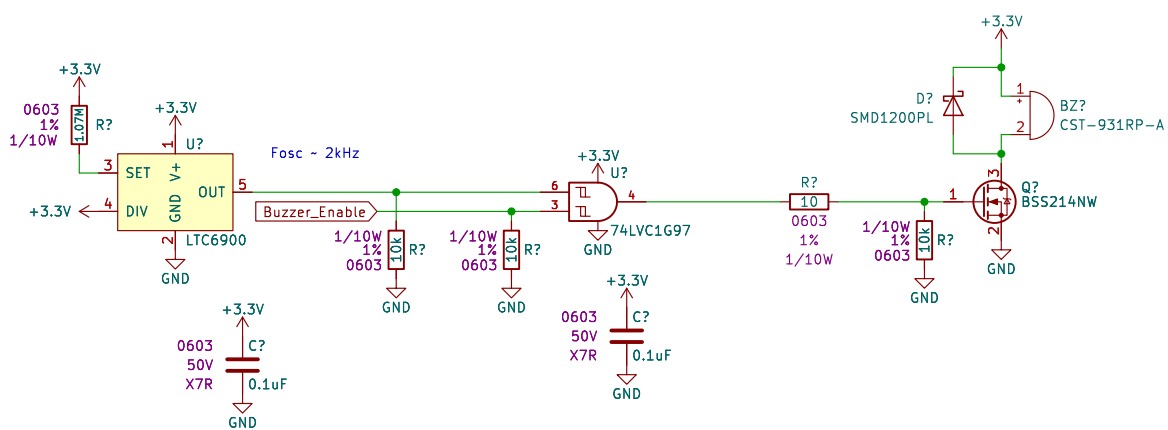 +3.3V
0603
1%
1/10W
1.07M
R?
+3.3V
1
U?
3
SET
V+
OUT
5
+3.3V
4
DIV
GND
2
LTC6900
GND
Fosc ~ 2kHz
Buzzer_Enable
1/10W
1%
0603
10k
R?
GND
1/10W
1%
0603
10k
R?
GND
+3.3V
U?
6
3
4
74LVC1G97
GND
+3.3V
0603
50V
X7R
C?
0.1uF
GND
+3.3V
0603
50V
X7R
C?
0.1uF
GND
R?
10
0603
1%
1/10W
1/10W
1%
0603
10k
R?
GND
+3.3V
D?
SMD1200PL
1
+
2
BZ?
CST-931RP-A
3
Q?
BSS214NW
1
2
GND